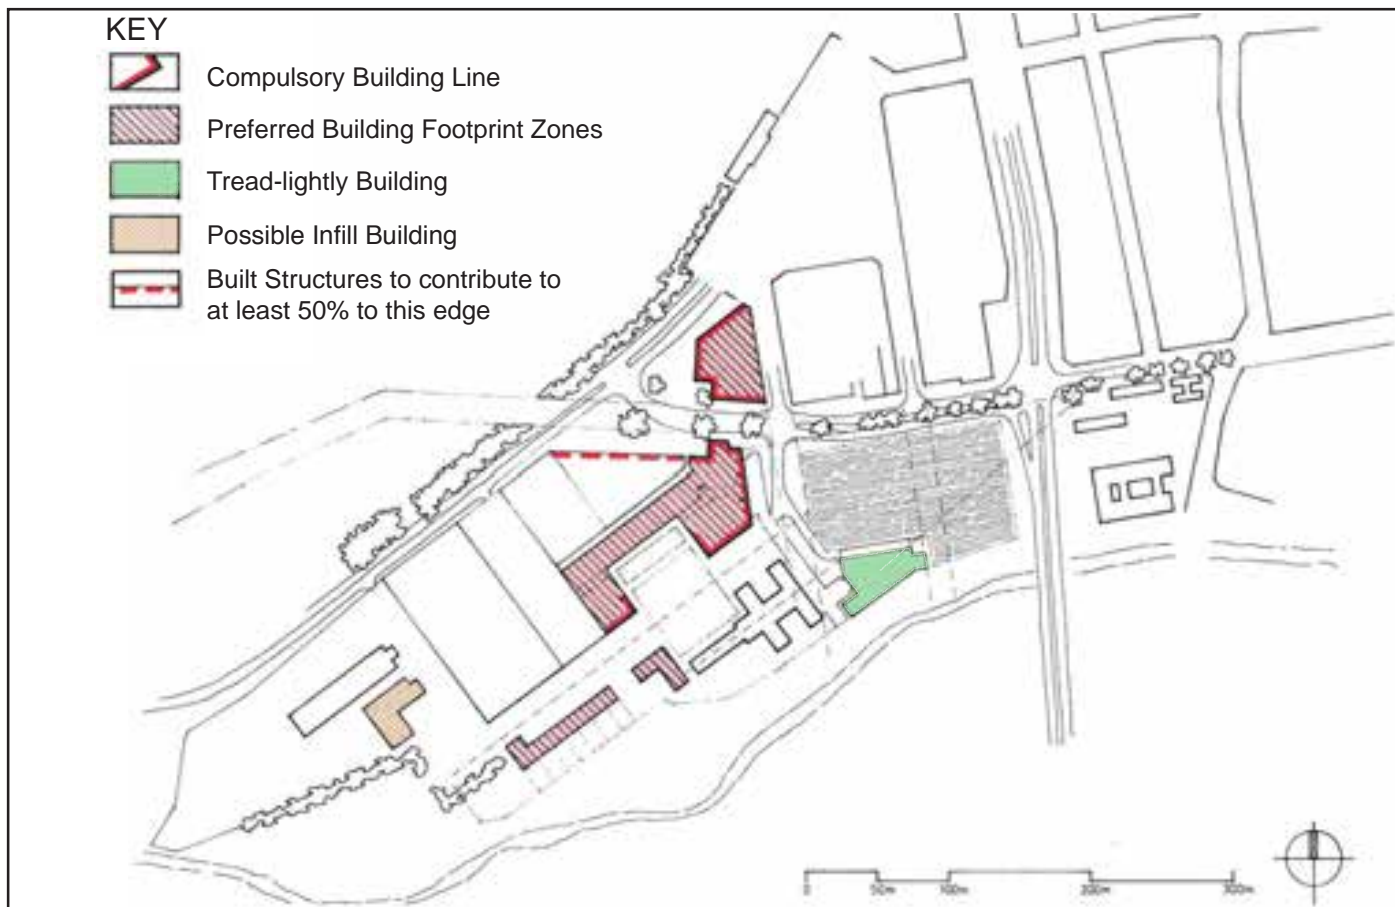 KEY
Compulsory Building Line
Preferred Building Footprint Zones
Tread-lightly Building
Possible Infill Building
Built Structures to contribute to
at least 50% to this edge
0 50m 100m 200m 300m